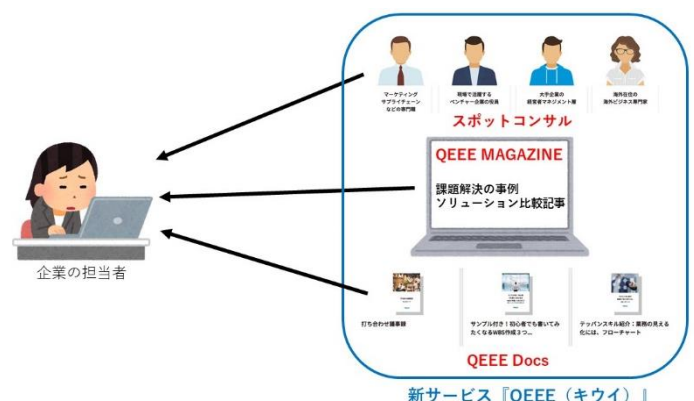 マーケティング
サプライチェーン
などの専門職
現場で活躍する
ベンチャー企業の役員
大手企業の
経営者マネジメント層
海外在住の
海外ビジネス専門家
スポットコンサル
QEEE MAGAZINE
課題解決の事例
ソリューション比較記事
企業の担当者
打ち合わせ議事録
サンプル付き!初心者でも書いてみ
たくなるWBS作成3つ...
テッパンスキル紹介:業務の見える
化には、フローチャート
QEEE Docs
新サービス『QEEE(キウイ)』